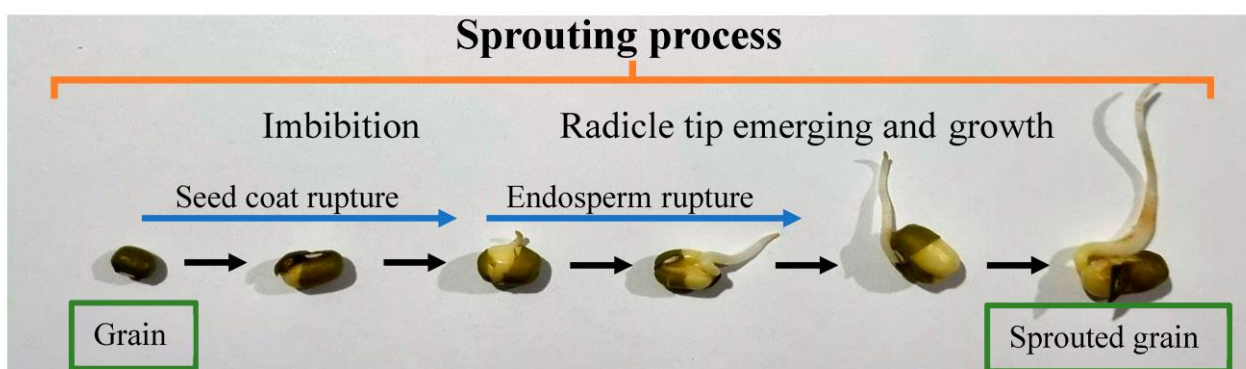 Sprouting process
Imbibition
Radicle tip emerging and growth
Seed coat rupture
Endosperm rupture
Grain
Sprouted grain